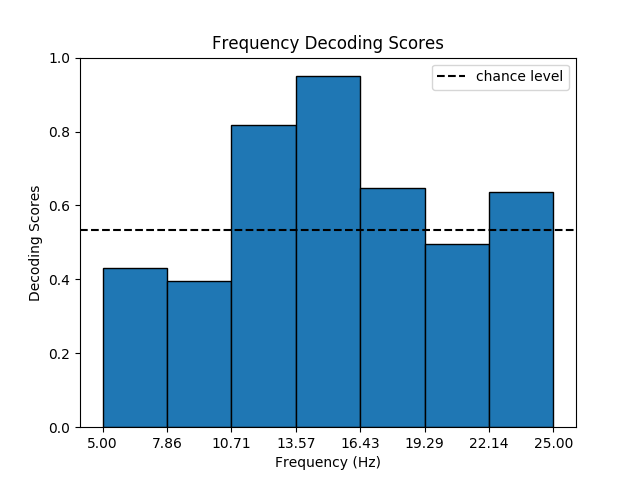 Frequency Decoding Scores
1.0
chance level
0.8
0.6
0.4
0.2
0.0
Decoding Scores
5.00 7.86 10.71 13.57 16.43 19.29 22.14 25.00
Frequency (Hz)